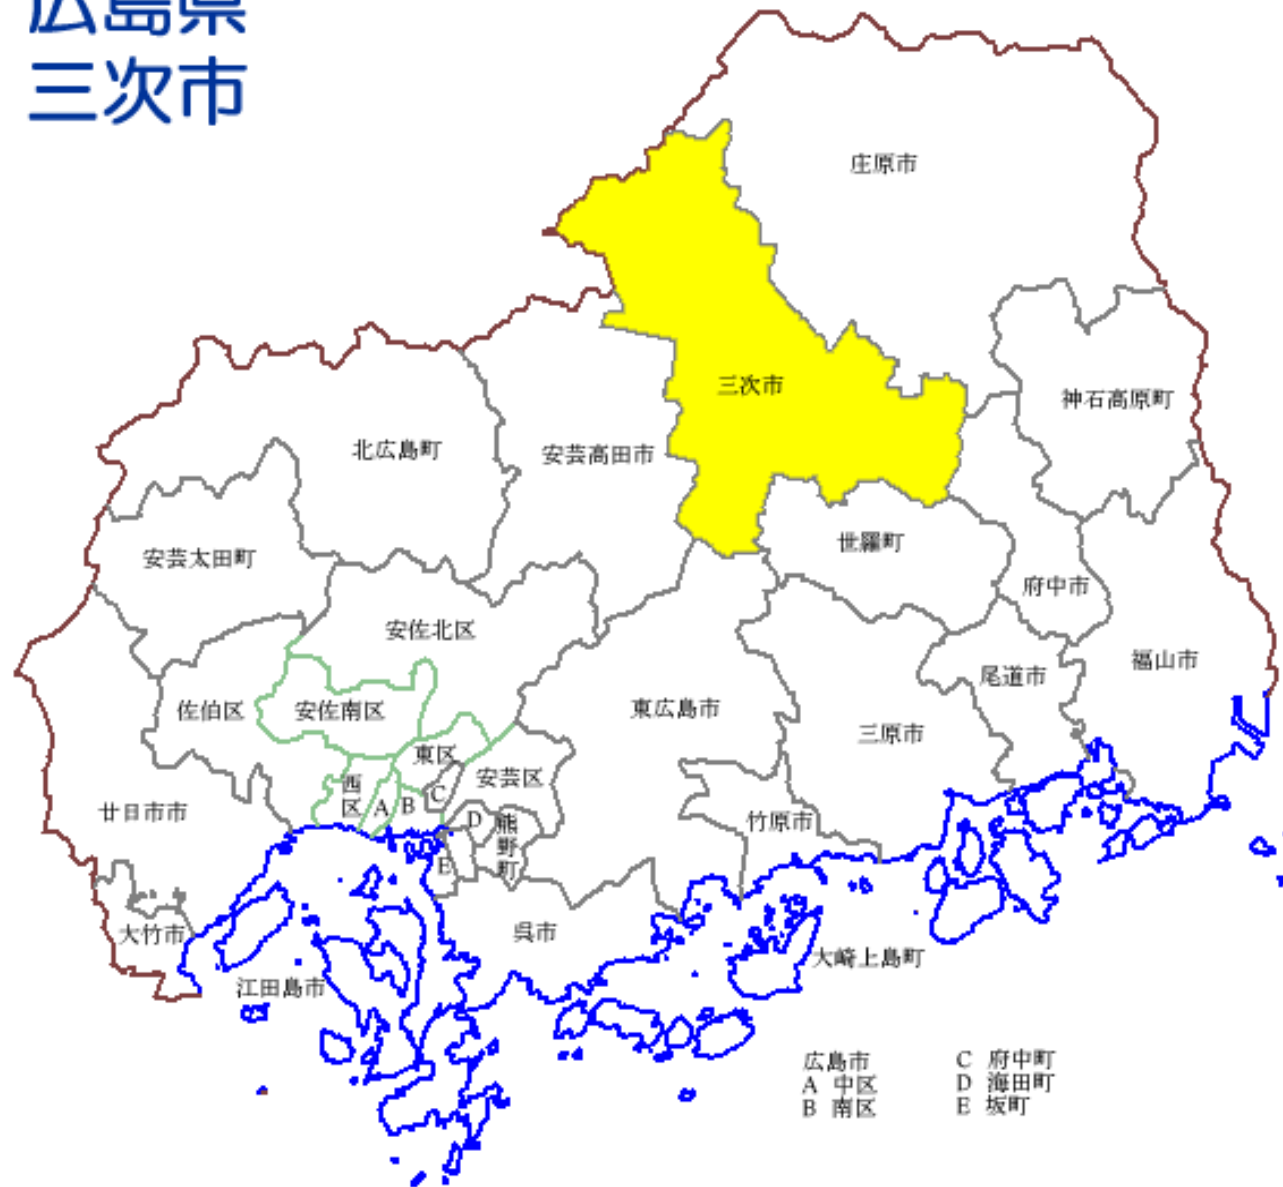 広島県
三次市
庄原市
三次市
神石高原町
北広島町
安芸高田市
世羅町
安芸太田町
府中市
安佐北区
福山市
尾道市
佐伯区
安佐南区
東広島市
三原市
東区
安芸区
西区
A
B
C
廿日市市
D
熊野町
竹原市
E
大竹市
呉市
大崎上島町
江田島市
広島市
A 中区
B 南区
C 府中町
D 海田町
E 坂町